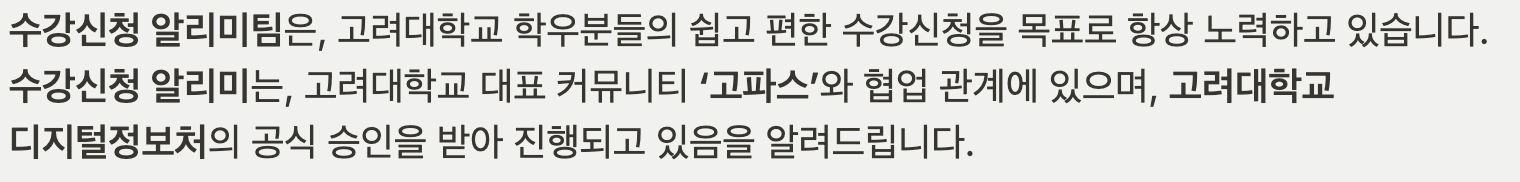 수강신청 알리미팀은, 고려대학교 학우분들의 쉽고 편한 수강신청을 목표로 항상 노력하고 있습니다.
수강신청 알리미는, 고려대학교 대표 커뮤니티 ‘고파스’와 협업 관계에 있으며, 고려대학교
디지털정보처의 공식 승인을 받아 진행되고 있음을 알려드립니다.